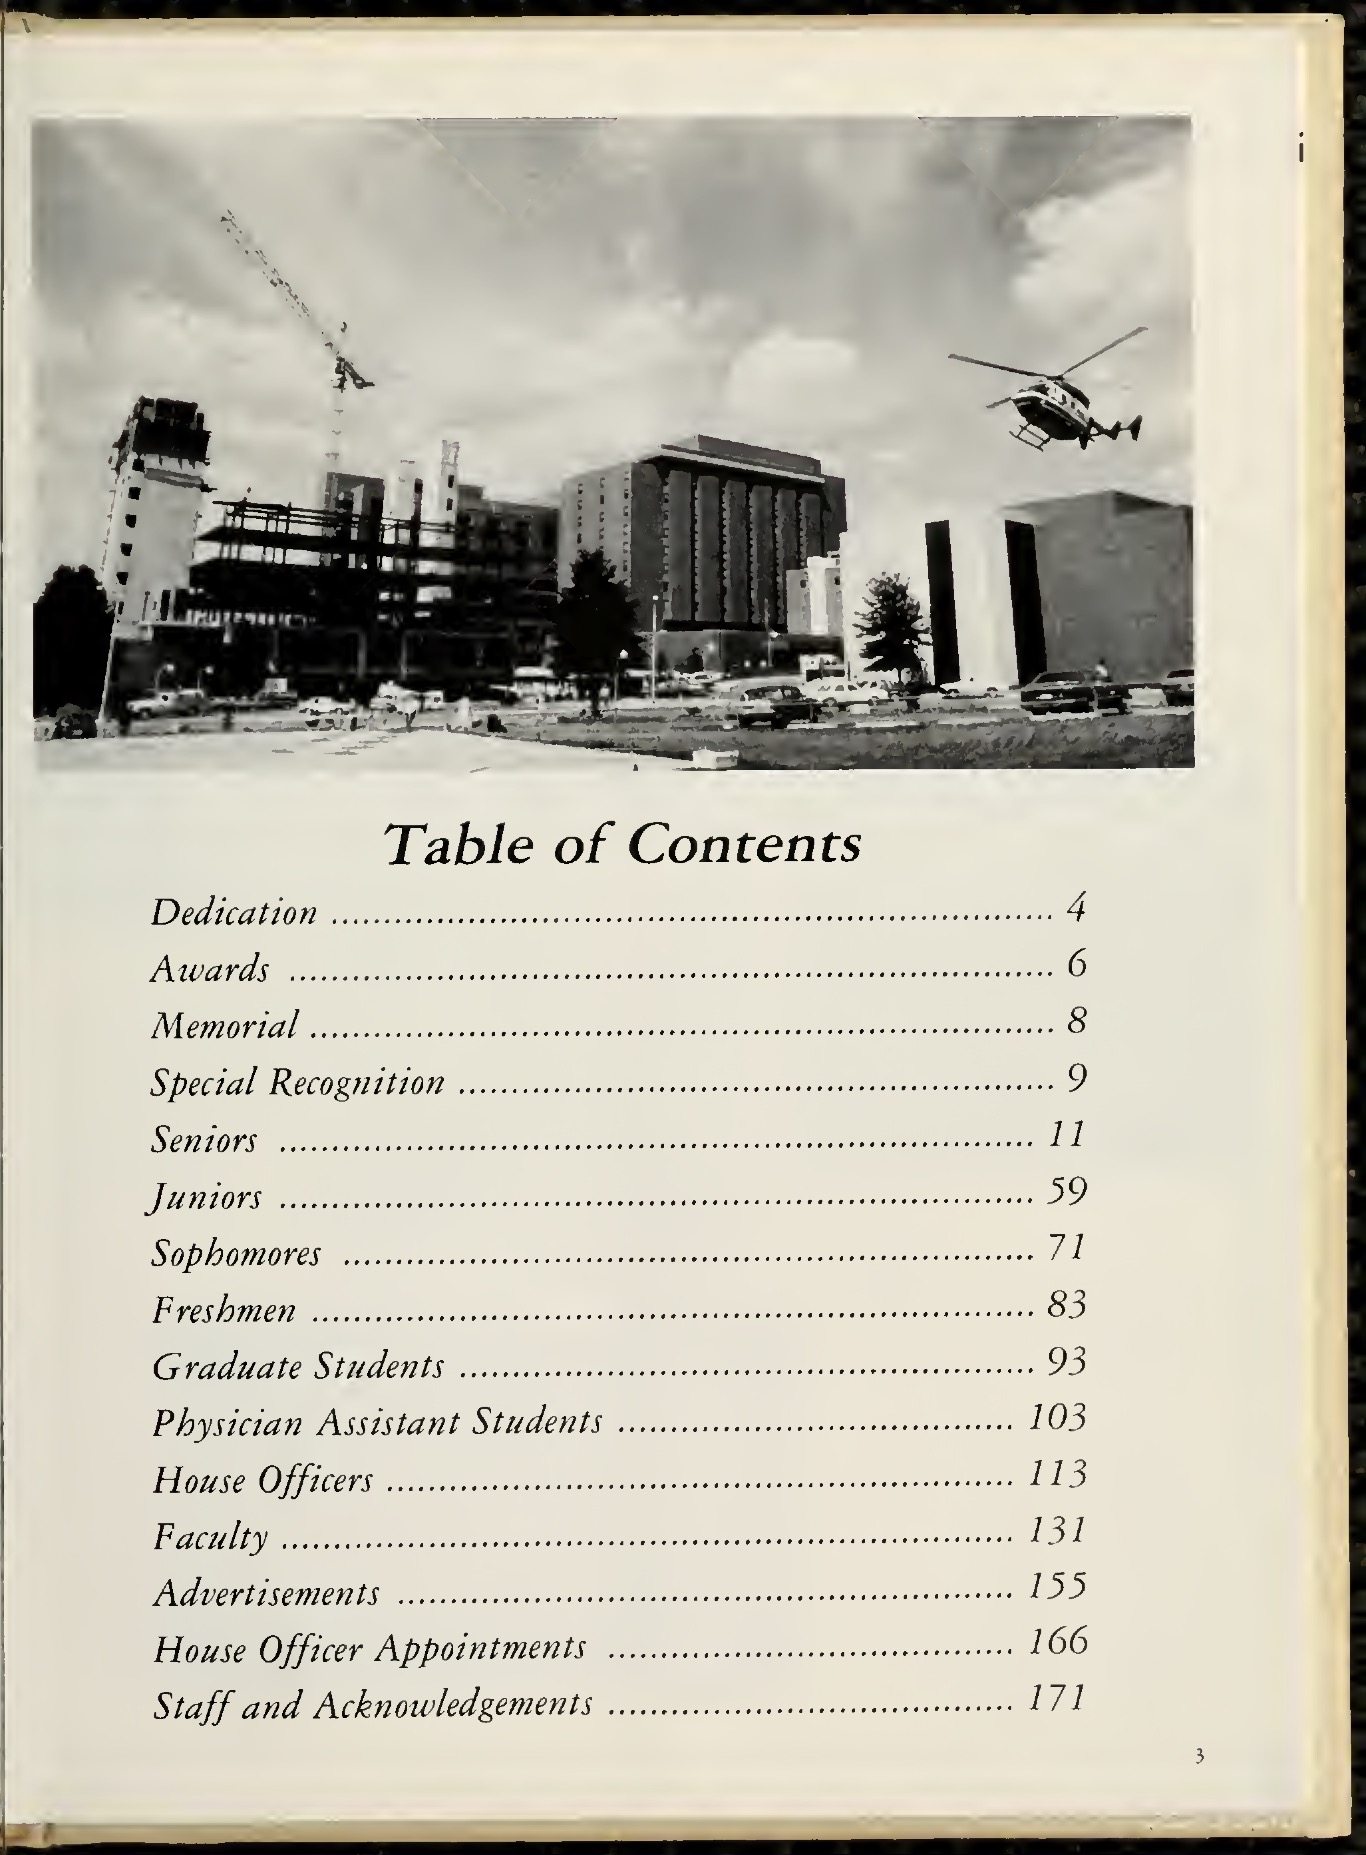 Table of Contents
Dedication ........................................................................ 4
Awards ............................................................................ 6
Memorial .......................................................................... 8
Special Recognition ........................................................... 9
Seniors ........................................................................... 11
Juniors ........................................................................... 59
Sophomores ..................................................................... 71
Freshmen ........................................................................ 83
Graduate Students ......................................................... 93
Physician Assistant Students ....................................... 103
House Officers .............................................................. 113
Faculty ......................................................................... 131
Advertisements ............................................................. 155
House Officer Appointments ........................................ 166
Staff and Acknowledgements ........................................ 171
3